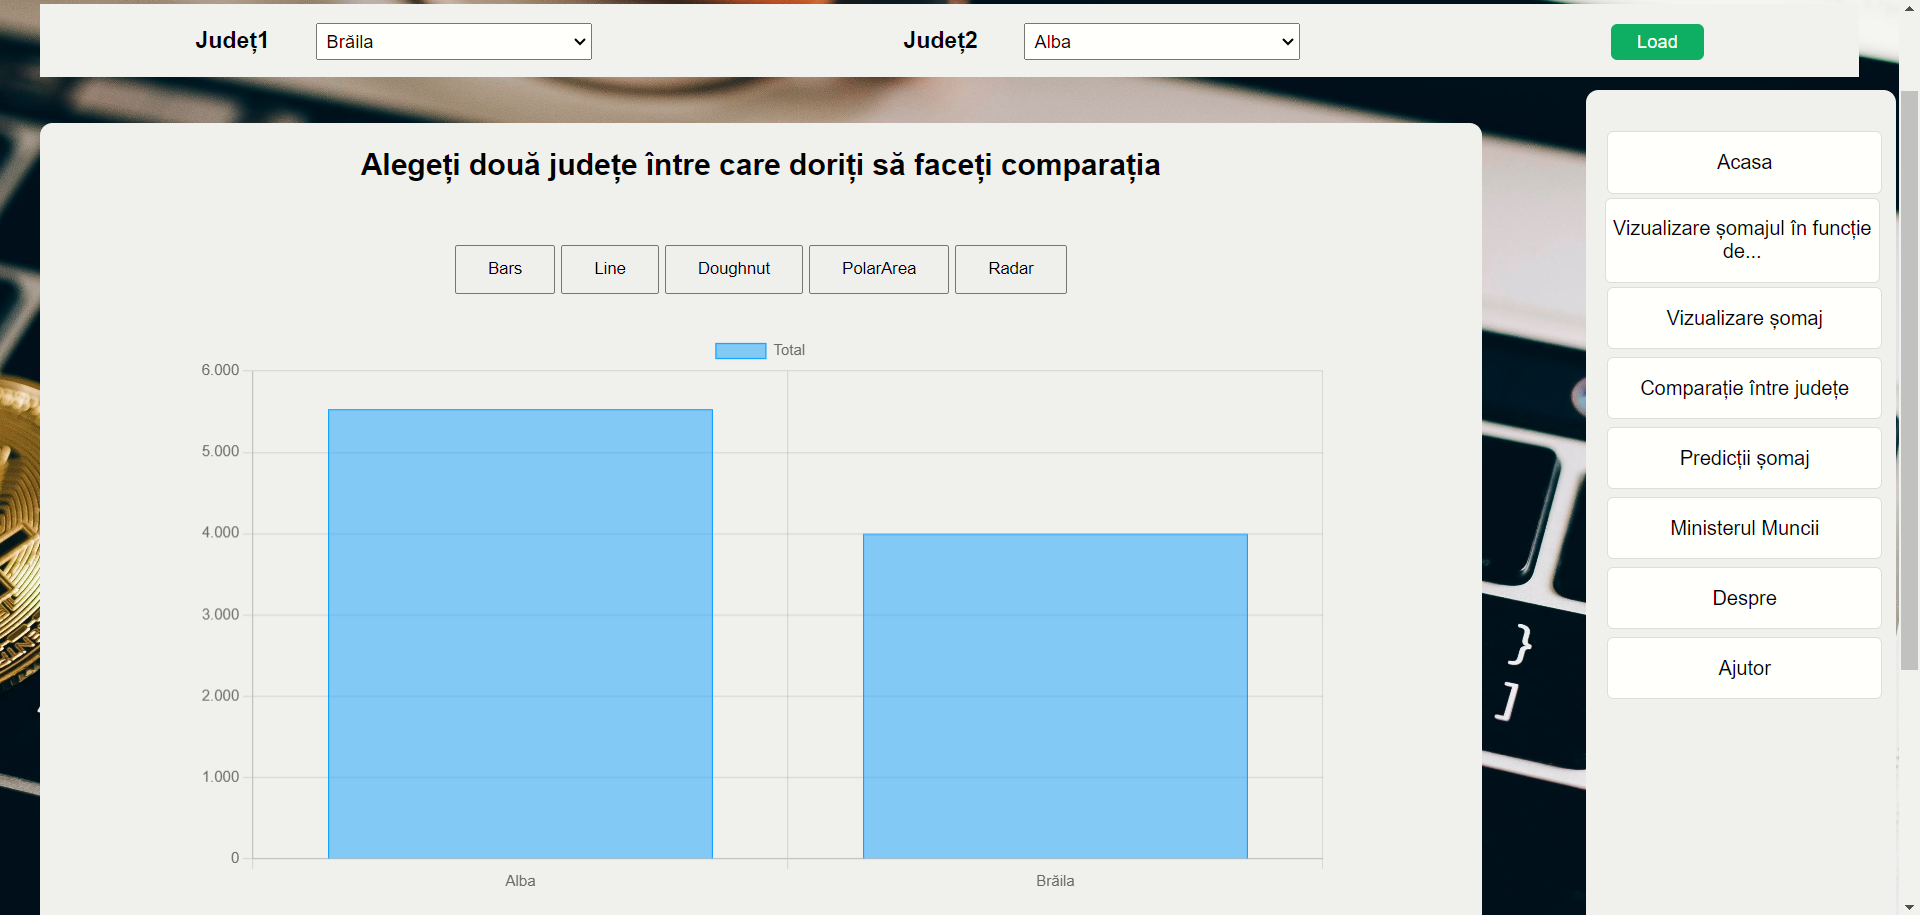 Județ1 Brăila Județ2 Alba Load
Alegeți două județe între care doriți să faceți comparația
Bars Line Doughnut PolarArea Radar
Total
6.000
5.000
4.000
3.000
2.000
1.000
0
Alba Brăila
Acasa
Vizualizare șomajul în funcție
de...
Vizualizare șomaj
Comparație între județe
Predicții șomaj
Ministerul Muncii
Despre
Ajutor
}
]